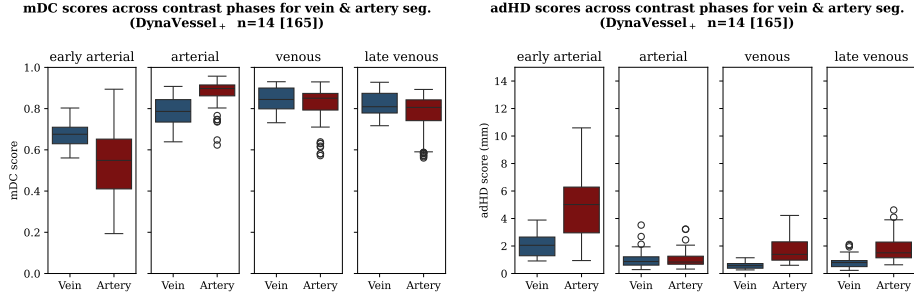 mDC scores across contrast phases for vein & artery seg.
(DynaVessel+ n=14 [165])
early arterial
arterial
venous
late venous
mDC score
1.0
0.8
0.6
0.4
0.2
0.0
Vein Artery
Vein Artery
Vein Artery
Vein Artery
adHD scores across contrast phases for vein & artery seg.
(DynaVessel+ n=14 [165])
early arterial
arterial
venous
late venous
adHD score (mm)
14
12
10
8
6
4
2
0
Vein Artery
Vein Artery
Vein Artery
Vein Artery